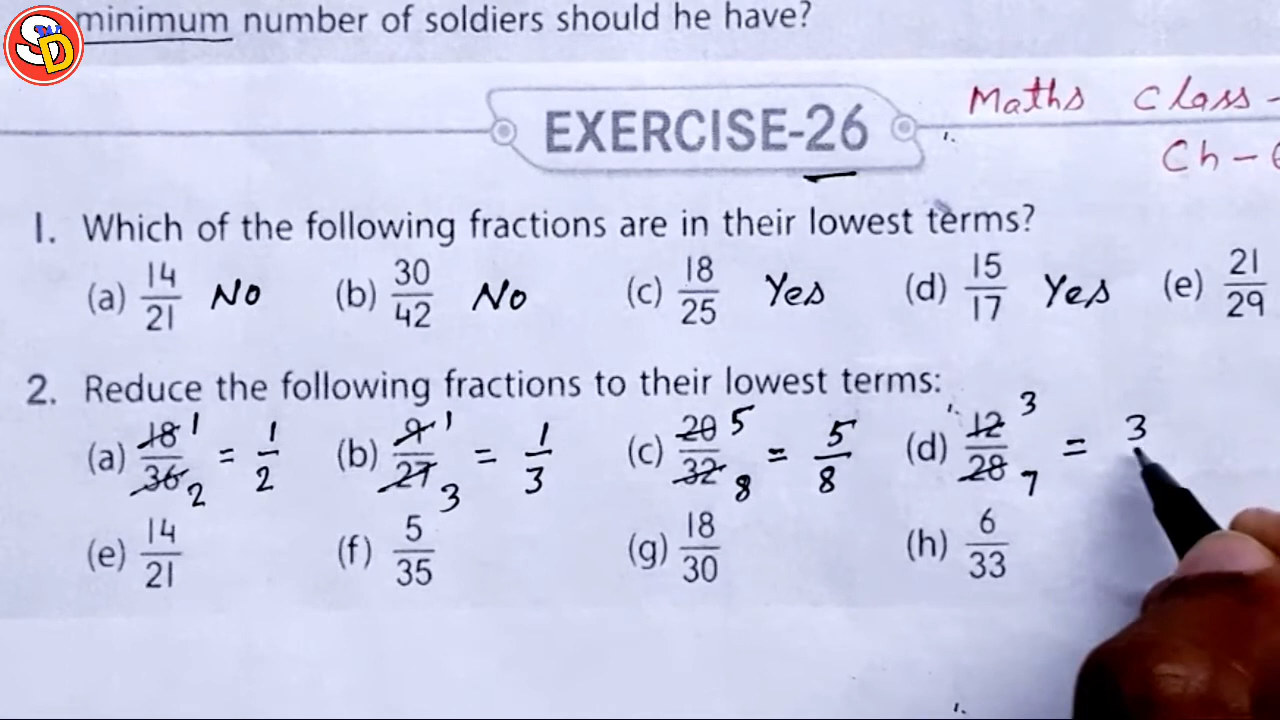 SD
minimum number of soldiers should he have?
EXERCISE-26
Maths Class-
Ch-
1. Which of the following fractions are in their lowest terms?
(a) 14/21 No (b) 30/42 No (c) 18/25 Yes (d) 15/17 Yes (e) 21/29
2. Reduce the following fractions to their lowest terms:
(a) 18/36 1/2 = 1/2 (b) 9/27 1/3 = 1/3 (c) 20/32 5/8 = 5/8 (d) 12/28 3/7 = 3
(e) 14/21 (f) 5/35 (g) 18/30 (h) 6/33